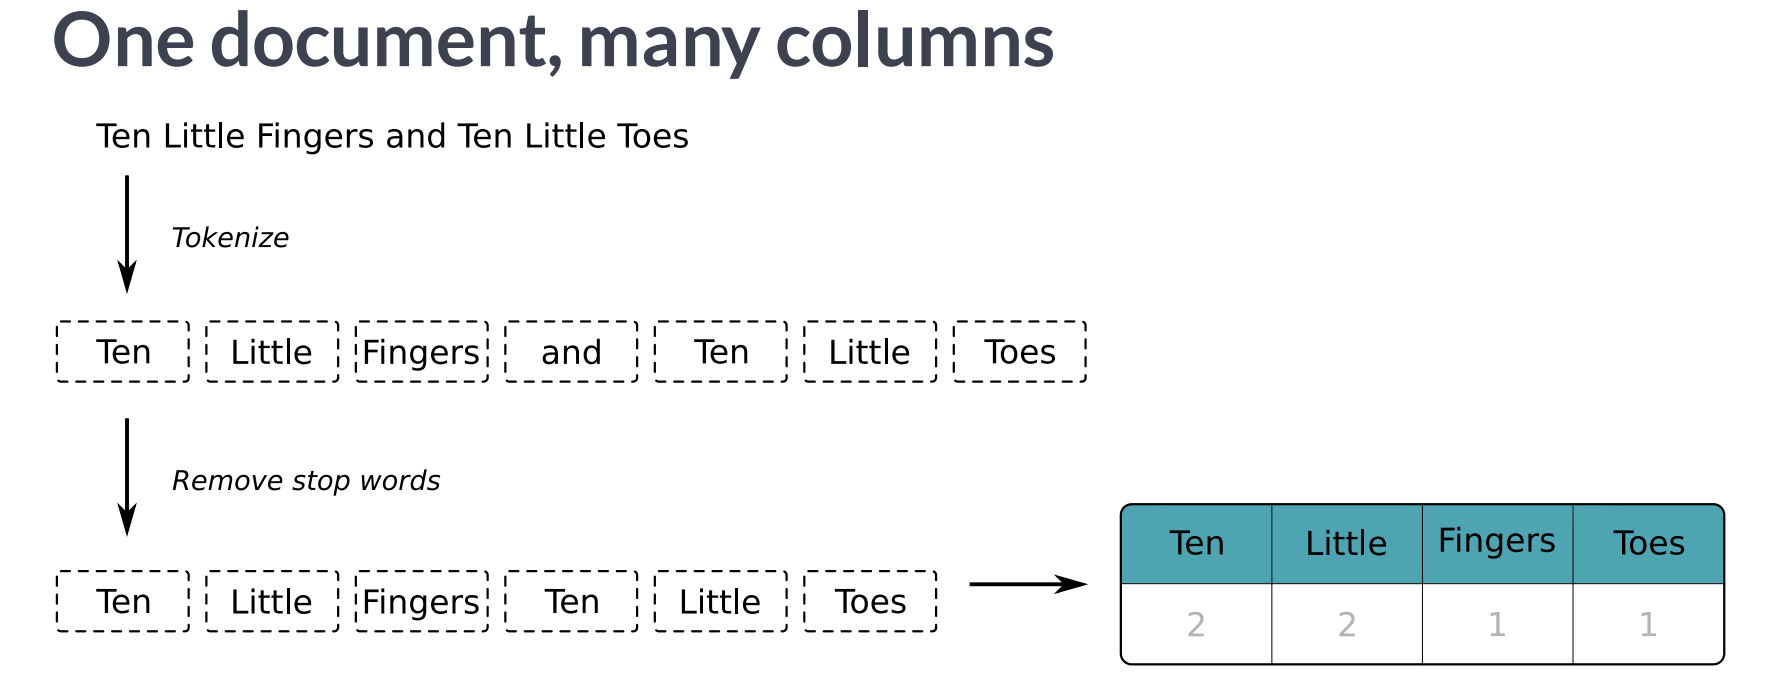 One document, many columns
Ten Little Fingers and Ten Little Toes
Tokenize
Ten Little Fingers and Ten Little Toes
Remove stop words
Ten Little Fingers Ten Little Toes
Ten Little Fingers Toes
2 2 1 1